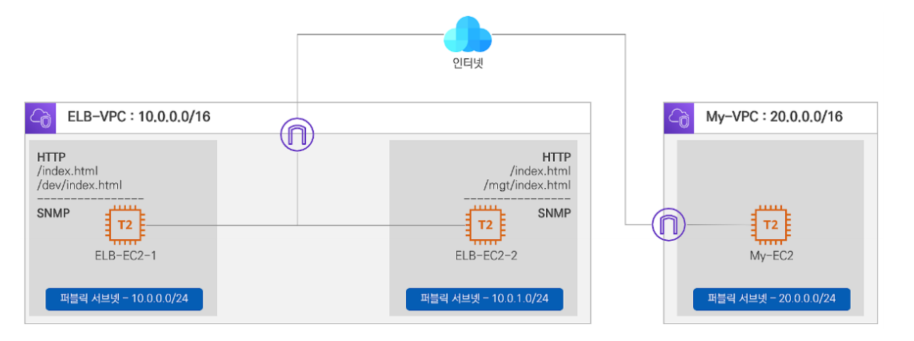 인터넷
ELB-VPC : 10.0.0.0/16
HTTP
/index.html
/dev/index.html
SNMP
T2
ELB-EC2-1
퍼블릭 서브넷 - 10.0.0.0/24
HTTP
/index.html
/mgt/index.html
SNMP
T2
ELB-EC2-2
퍼블릭 서브넷 - 10.0.1.0/24
My-VPC : 20.0.0.0/16
T2
My-EC2
퍼블릭 서브넷 - 20.0.0.0/24